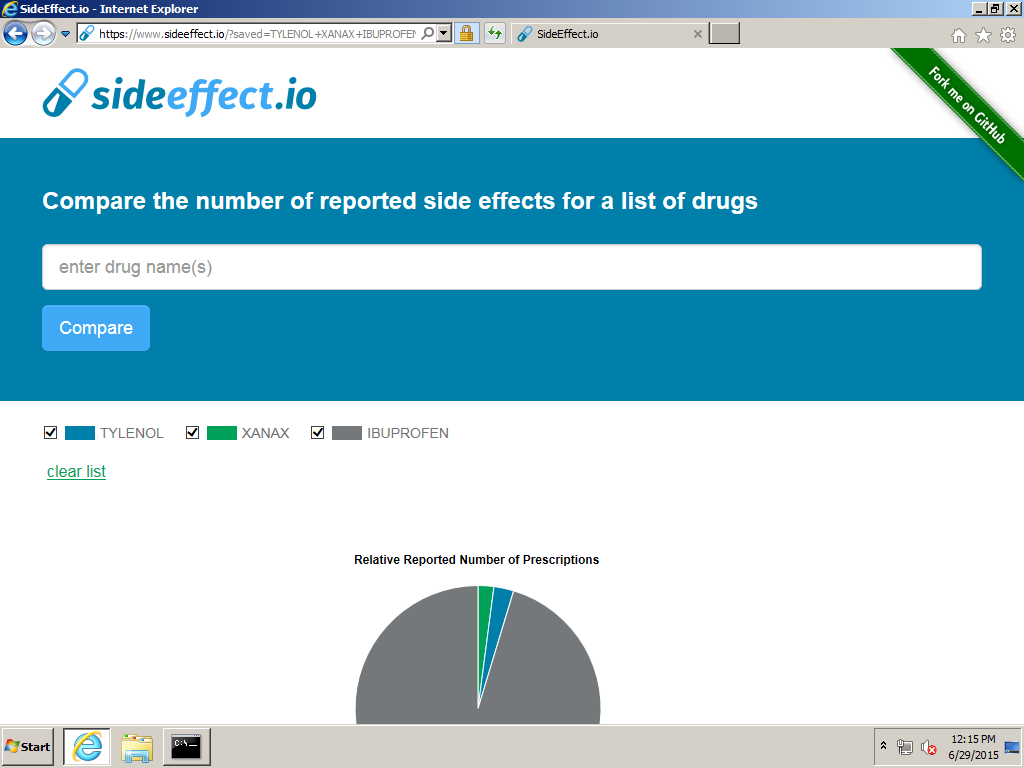 SideEffect.io - Internet Explorer
https://www.sideeffect.io/?saved=TYLENOL+XANAX+IBUPROFEN
SideEffect.io
sideeffect.io
Fork me on GitHub
Compare the number of reported side effects for a list of drugs
enter drug name(s)
Compare
TYLENOL XANAX IBUPROFEN
clear list
Relative Reported Number of Prescriptions
Start
C:\.
12:15 PM
6/29/2015